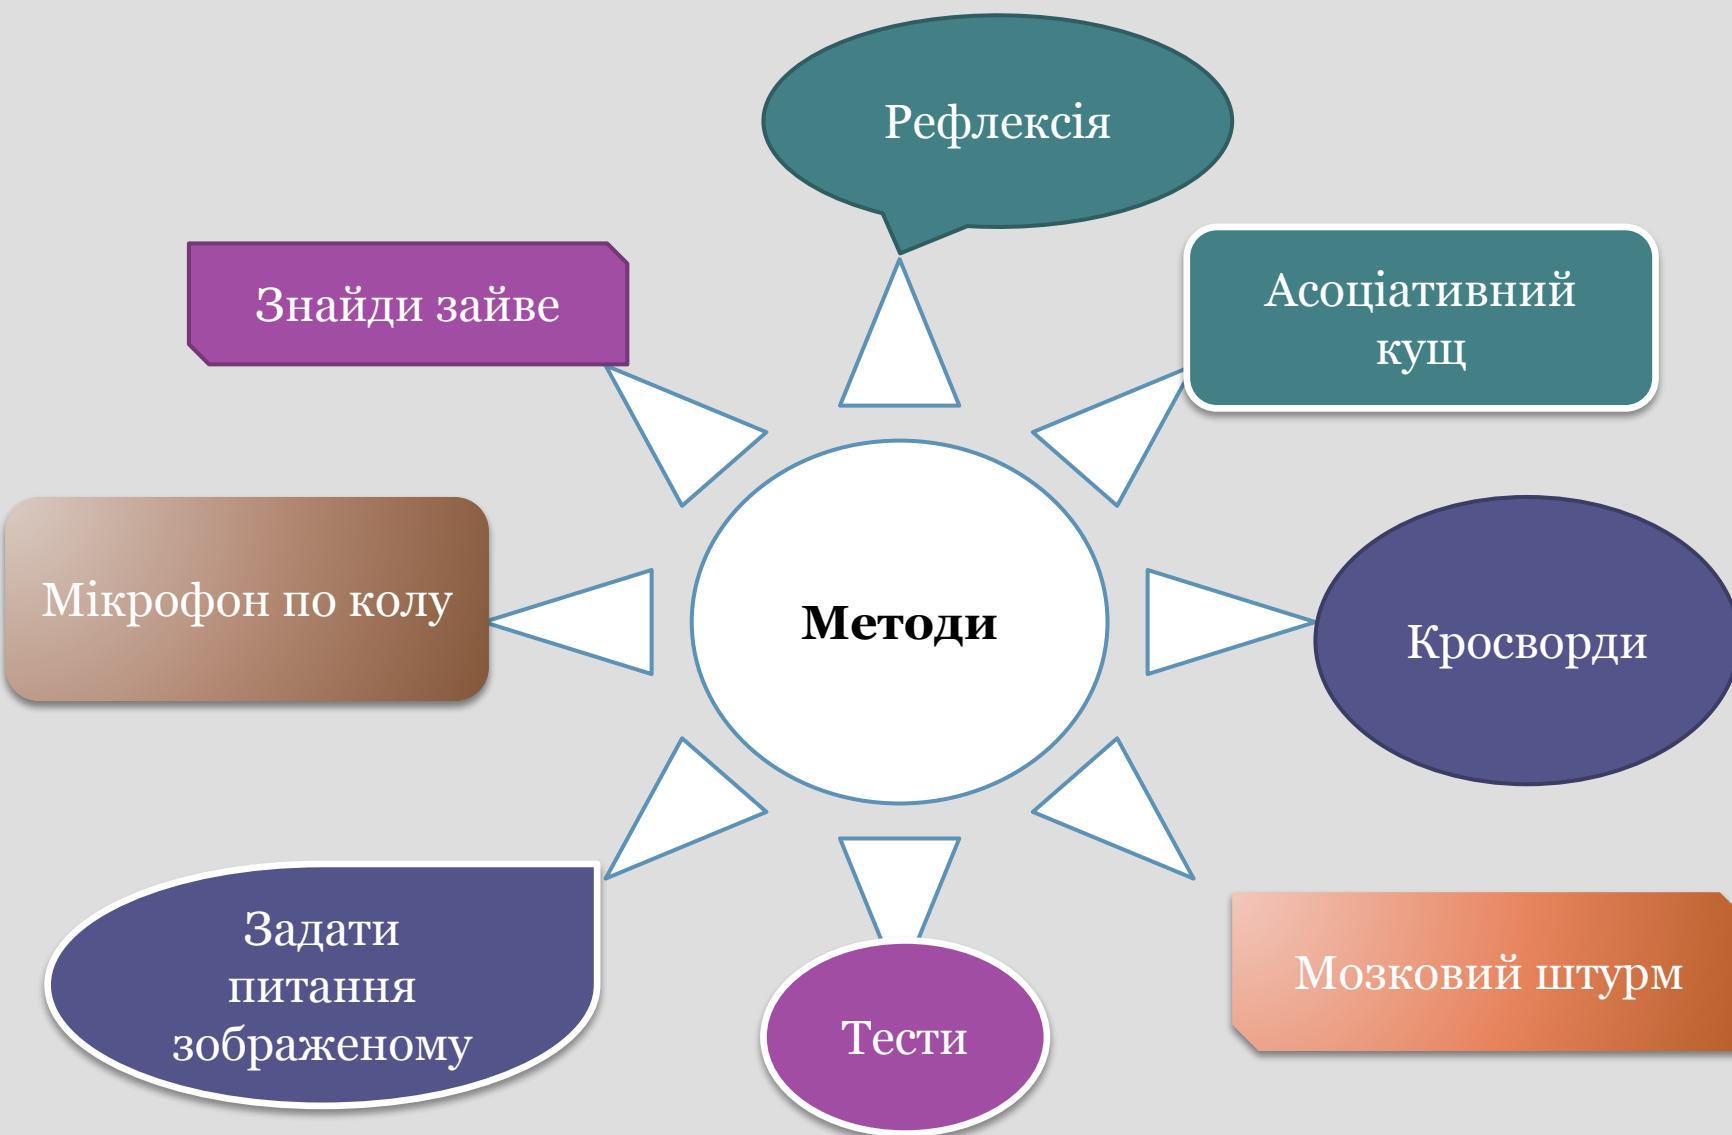 Рефлексія
Знайди зайве
Асоціативний
кущ
Мікрофон по колу
Методи
Кросворди
Задати
питання
зображеному
Тести
Мозковий штурм